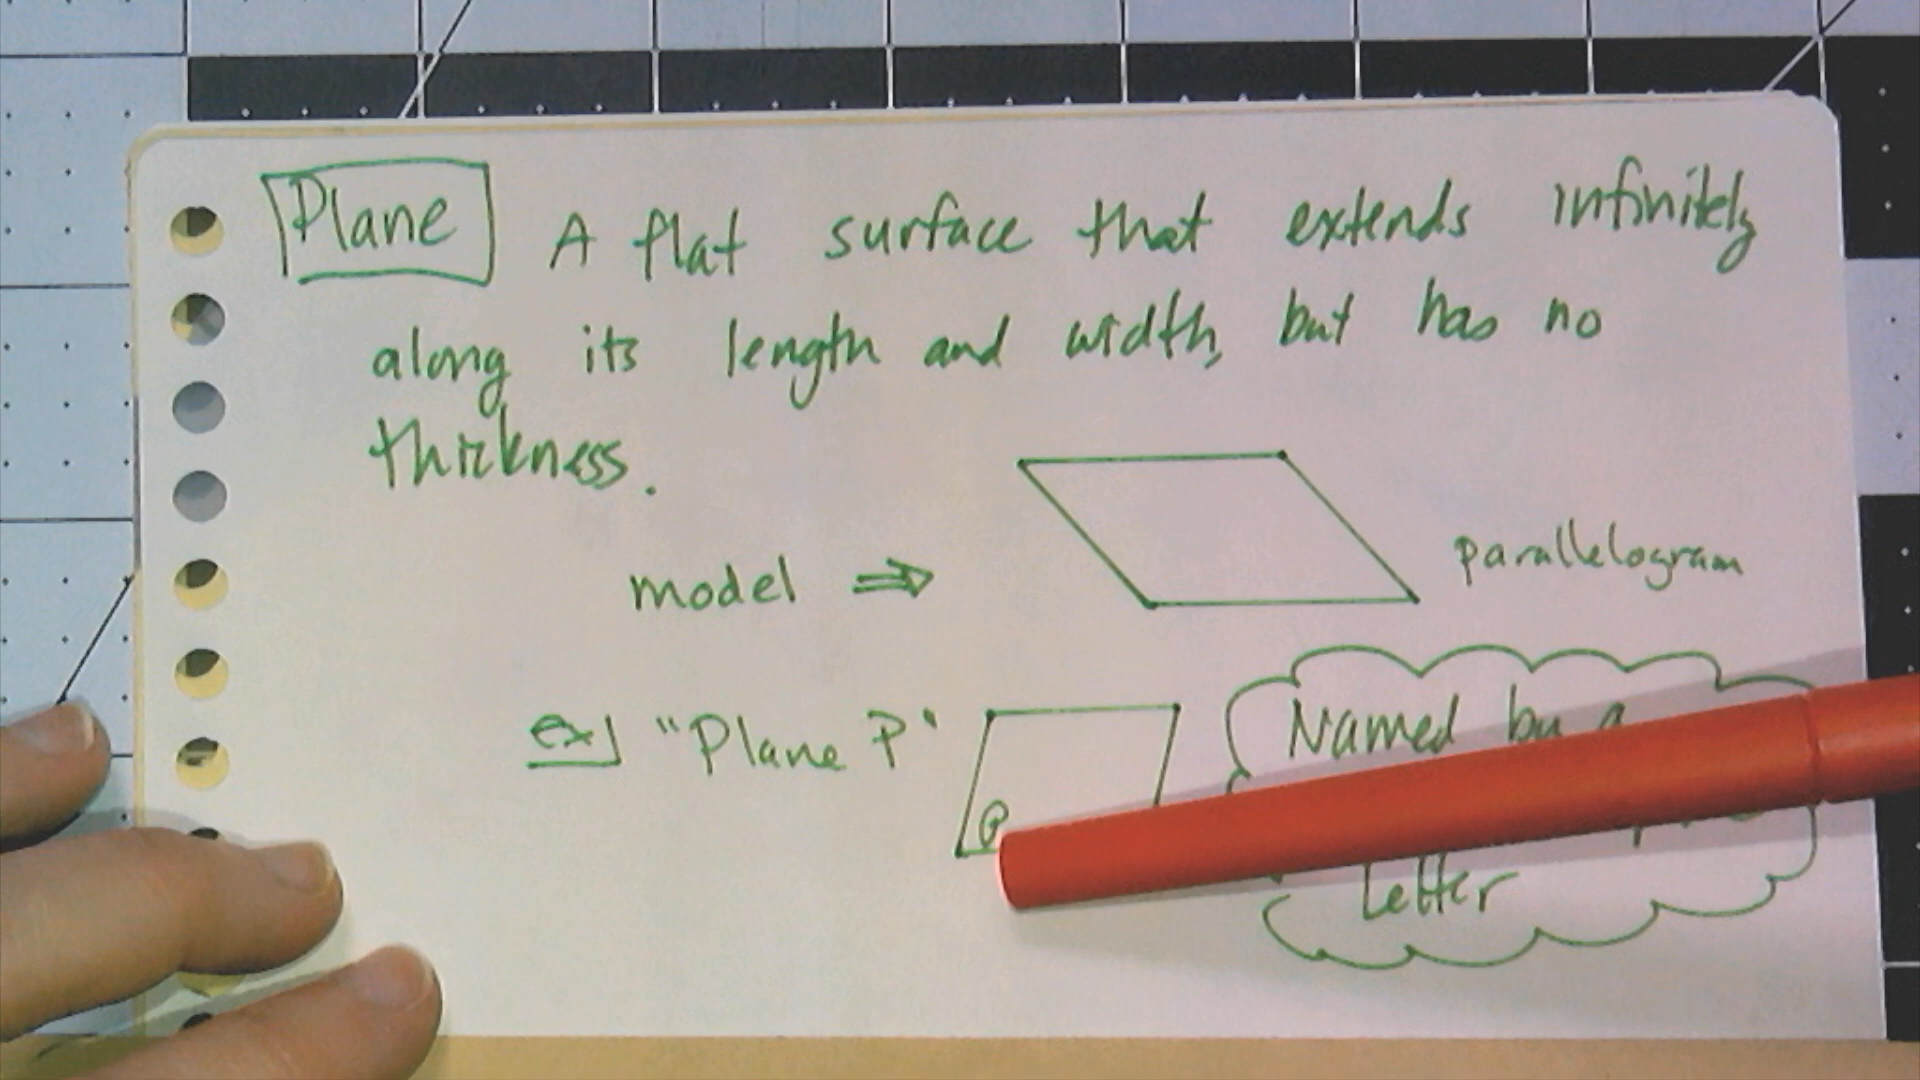 Plane A flat surface that extends infinitely
along its length and width, but has no
thickness.
model ⇒ parallelogram
ex] "Plane P"
P
Named by a
Letter